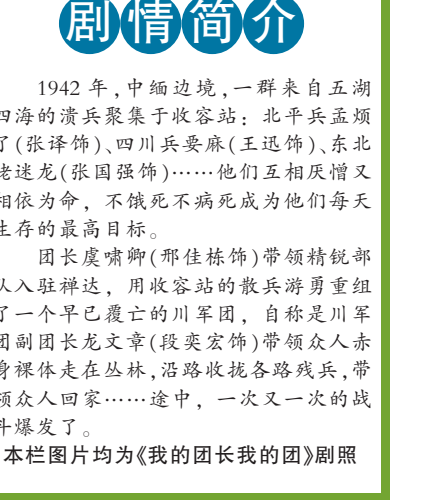 剧情简介
1942 年,中缅边境,一群来自五湖
四海的溃兵聚集于收容站：北平兵孟烦
了(张译饰)、四川兵要麻(王迅饰)、东北
佬迷龙(张国强饰)……他们互相厌憎又
相依为命，不饿死不病死成为他们每天
生存的最高目标。
团长虞啸卿(邢佳栋饰)带领精锐部
队入驻禅达，用收容站的散兵游勇重组
了一个早已覆亡的川军团，自称是川军
团副团长龙文章(段奕宏饰)带领众人赤
身裸体走在丛林,沿路收拢各路残兵,带
领众人回家……途中，一次又一次的战
斗爆发了。
本栏图片均为《我的团长我的团》剧照